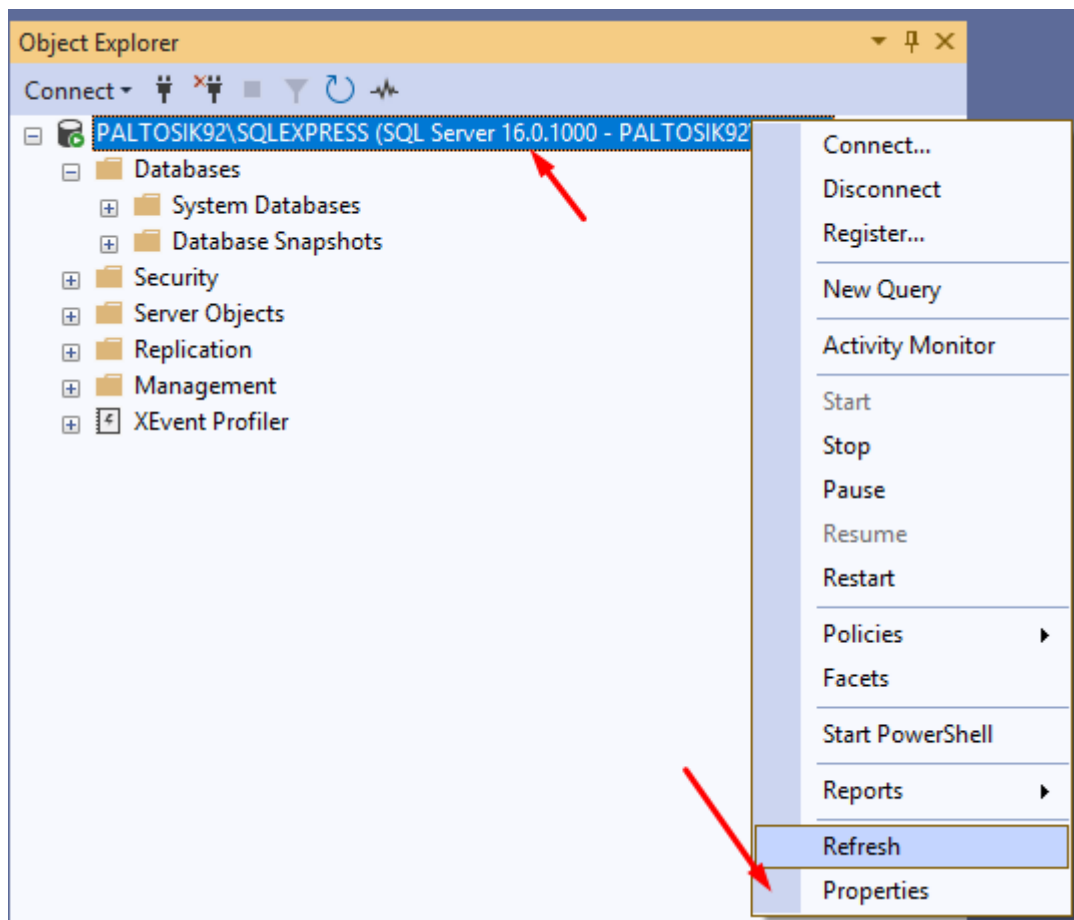 Object Explorer
Connect
PALTOSIK92\SQLEXPRESS (SQL Server 16.0.1000 - PALTOSIK92
Databases
System Databases
Database Snapshots
Security
Server Objects
Replication
Management
XEvent Profiler
Connect...
Disconnect
Register...
New Query
Activity Monitor
Start
Stop
Pause
Resume
Restart
Policies
Facets
Start PowerShell
Reports
Refresh
Properties